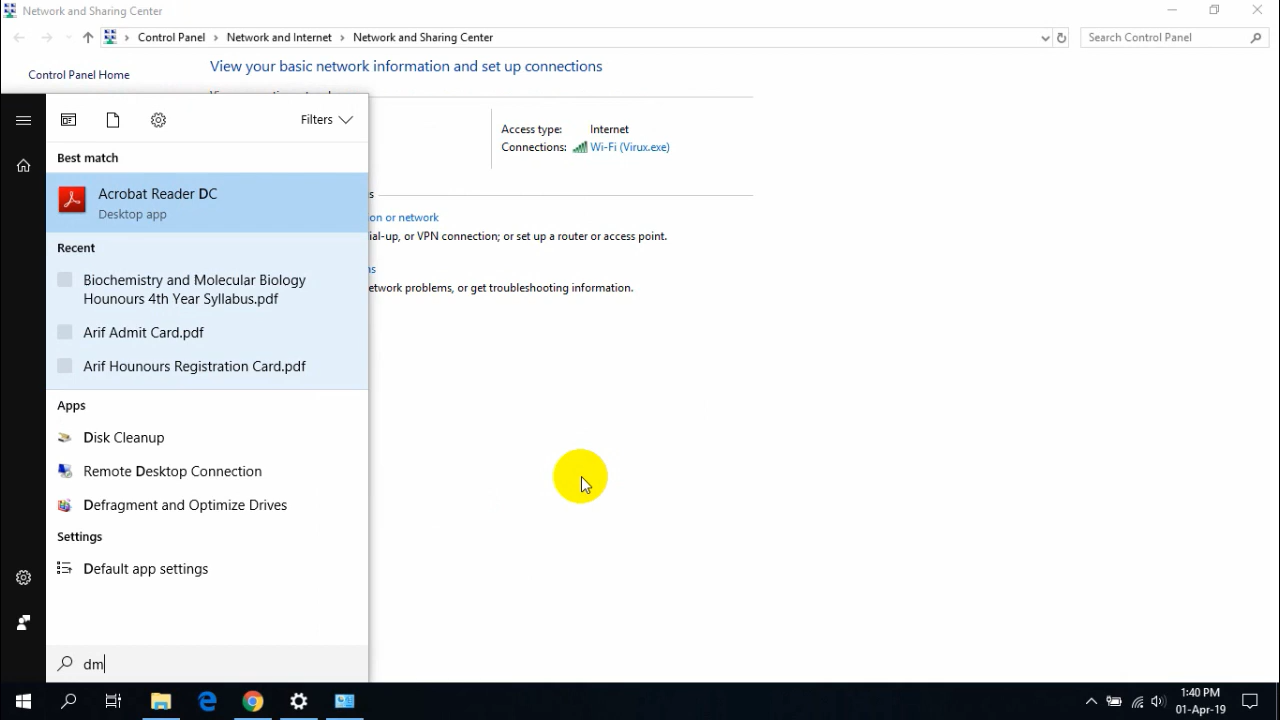 Network and Sharing Center
Control Panel > Network and Internet > Network and Sharing Center
Search Control Panel
Control Panel Home
View your basic network information and set up connections
Access type: Internet
Connections: Wi-Fi (Virux.exe)
on or network
ial-up, or VPN connection; or set up a router or access point.
etwork problems, or get troubleshooting information.
Filters
Best match
Acrobat Reader DC
Desktop app
Recent
Biochemistry and Molecular Biology
Hounours 4th Year Syllabus.pdf
Arif Admit Card.pdf
Arif Hounours Registration Card.pdf
Apps
Disk Cleanup
Remote Desktop Connection
Defragment and Optimize Drives
Settings
Default app settings
dm
1:40 PM
01-Apr-19